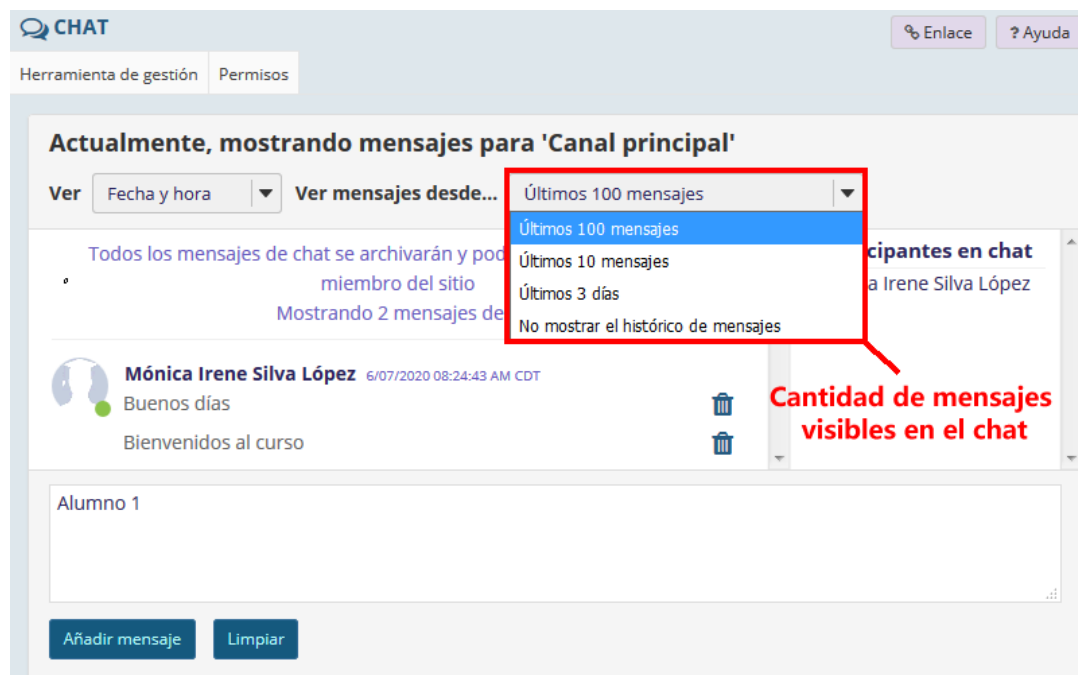 CHAT
Enlace
? Ayuda
Herramienta de gestión
Permisos
Actualmente, mostrando mensajes para 'Canal principal'
Ver Fecha y hora Ver mensajes desde... Últimos 100 mensajes
Últimos 100 mensajes
Últimos 10 mensajes
Últimos 3 días
No mostrar el histórico de mensajes
Todos los mensajes de chat se archivarán y
miembro del sitio
Mostrando 2 mensajes
en chat
Irene Silva López
Mónica Irene Silva López 6/07/2020 08:24:43 AM CDT
Buenos días
Bienvenidos al curso
Cantidad de mensajes
visibles en el chat
Alumno 1
Añadir mensaje
Limpiar